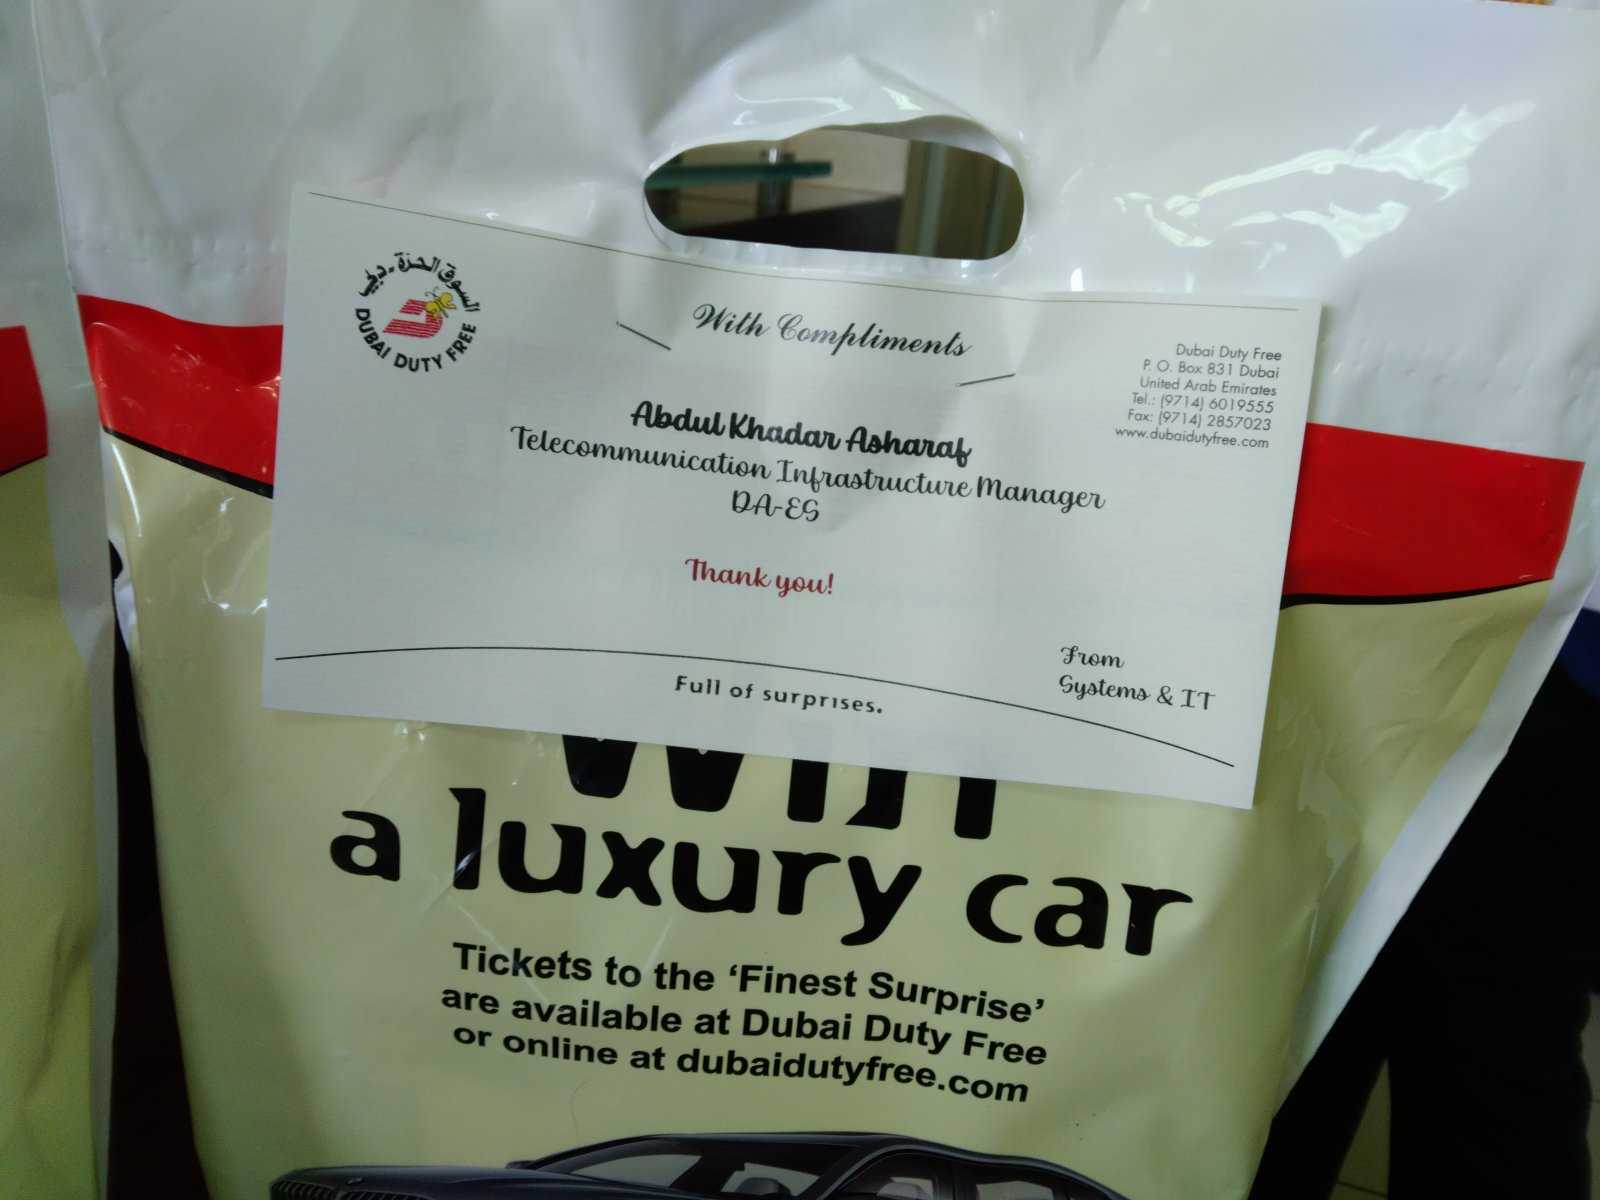 السوق الحرة - دبي
DUBAI DUTY FREE
With Compliments
Dubai Duty Free
P. O. Box 831 Dubai
United Arab Emirates
Tel.: (9714) 6019555
Fax: (9714) 2857023
www.dubaidutyfree.com
Abdul Khadar Asharaf
Telecommunication Infrastructure Manager
DA-ES
Thank you!
From
Systems & IT
Full of surprises.
Win
a luxury car
Tickets to the ‘Finest Surprise’
are available at Dubai Duty Free
or online at dubaidutyfree.com